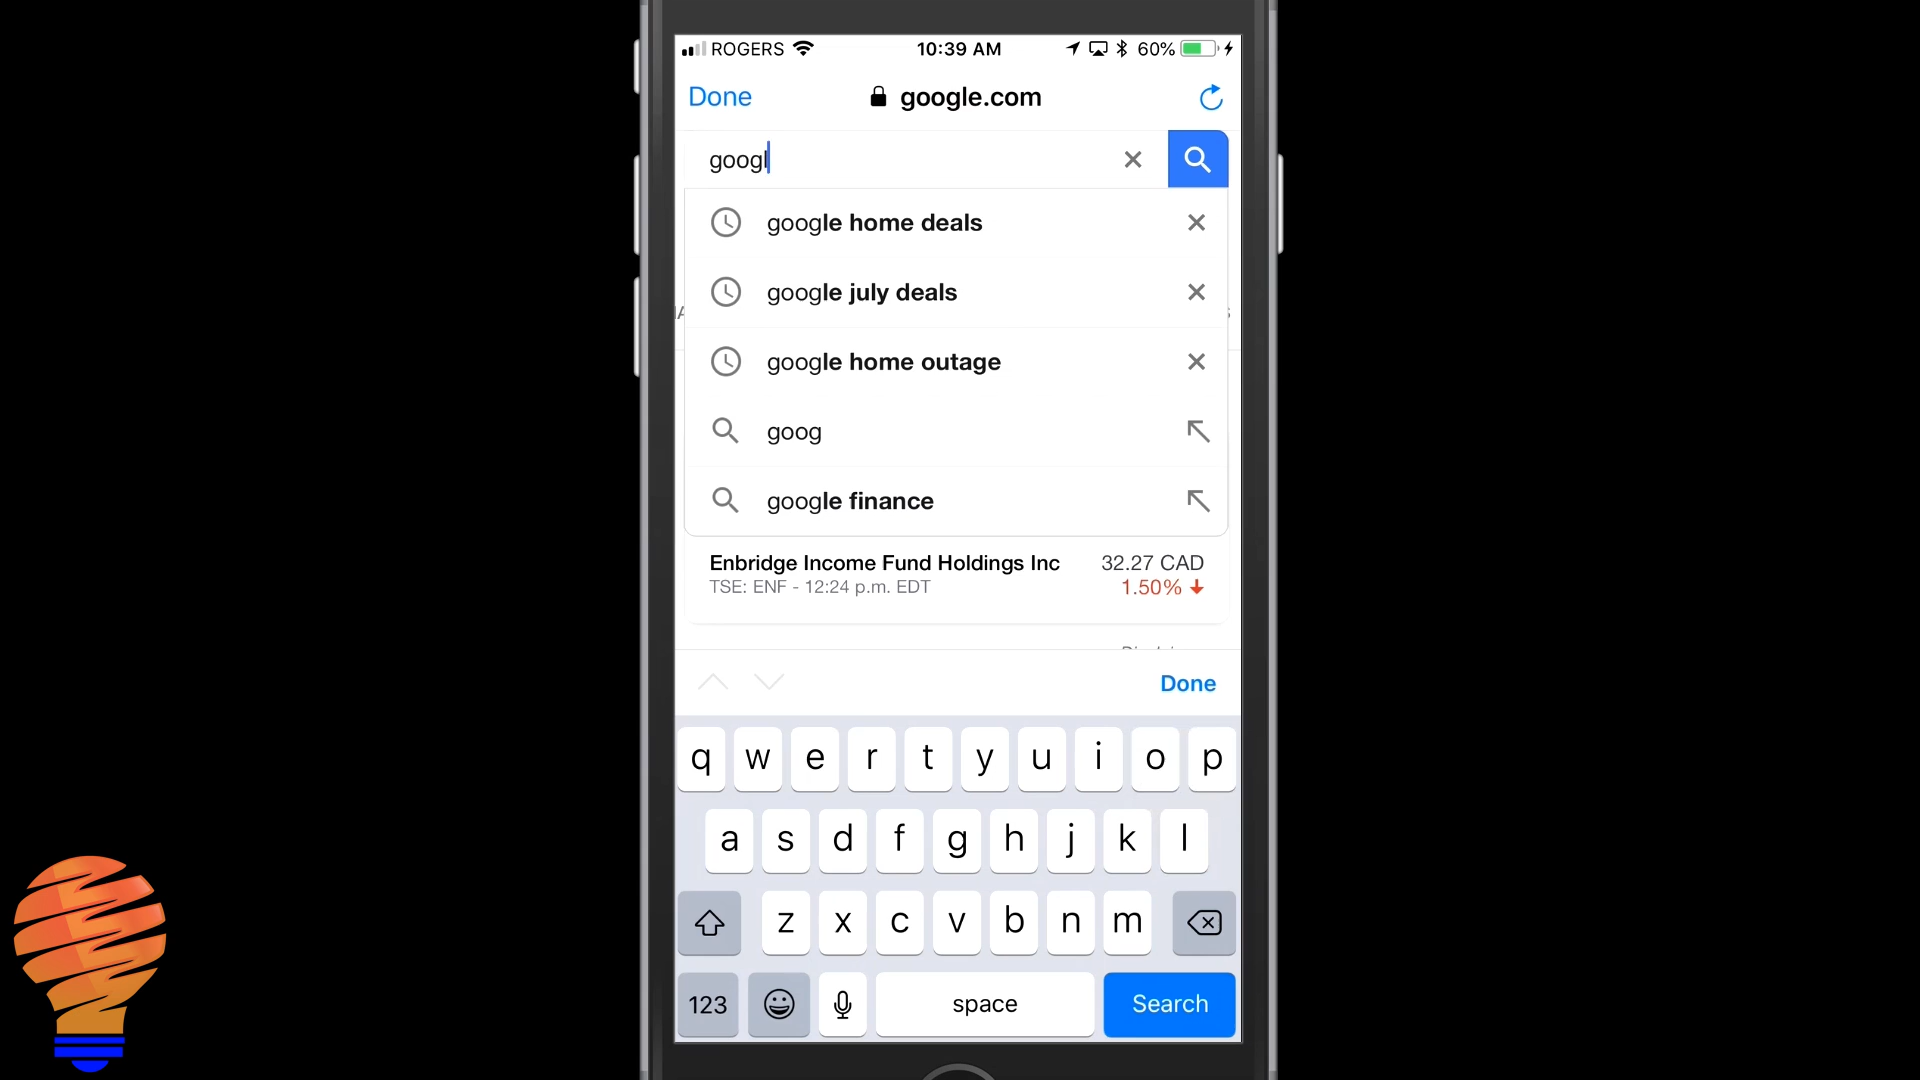 ROGERS 10:39 AM 60%
Done google.com
googl
google home deals
google july deals
google home outage
goog
google finance
Enbridge Income Fund Holdings Inc 32.27 CAD
TSE: ENF - 12:24 p.m. EDT 1.50%
Done
q w e r t y u i o p
a s d f g h j k l
z x c v b n m
123 space Search